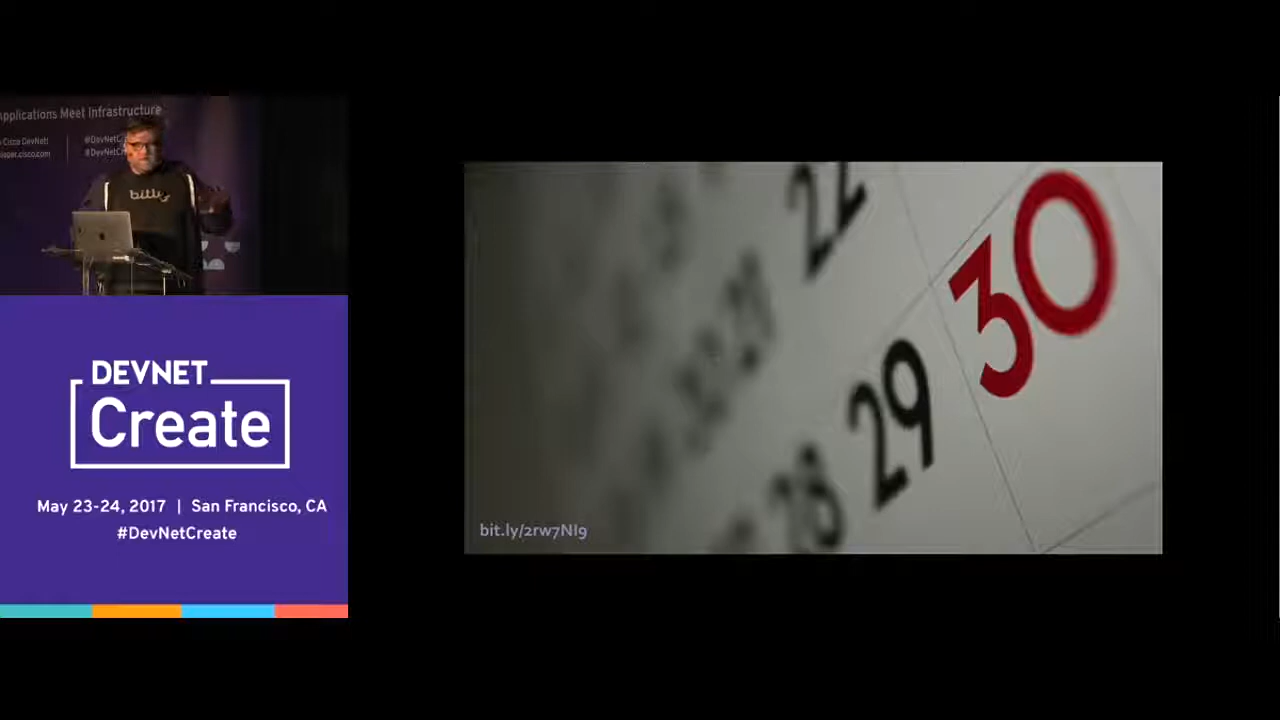 Applications Meet Infrastructure
bitly
DEVNET
Create
May 23-24, 2017 | San Francisco, CA
#DevNetCreate
22
30
29
28
bit.ly/2rw7NI9